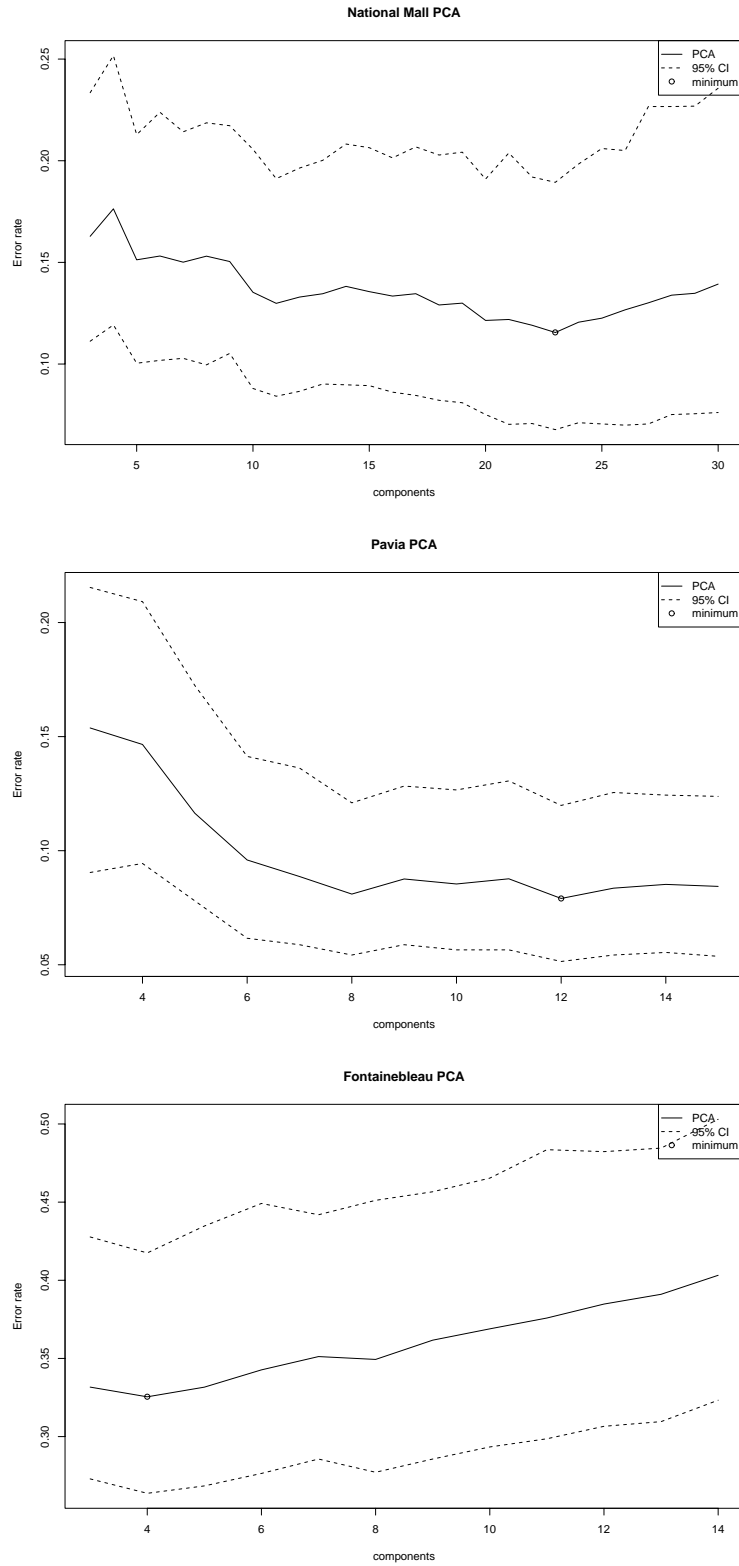 National Mall PCA
PCA
95% CI
minimum
Error rate
0.25
0.20
0.15
0.10
5 10 15 20 25 30
components
Pavia PCA
PCA
95% CI
minimum
Error rate
0.20
0.15
0.10
0.05
4 6 8 10 12 14
components
Fontainebleau PCA
PCA
95% CI
minimum
Error rate
0.50
0.45
0.40
0.35
0.30
4 6 8 10 12 14
components